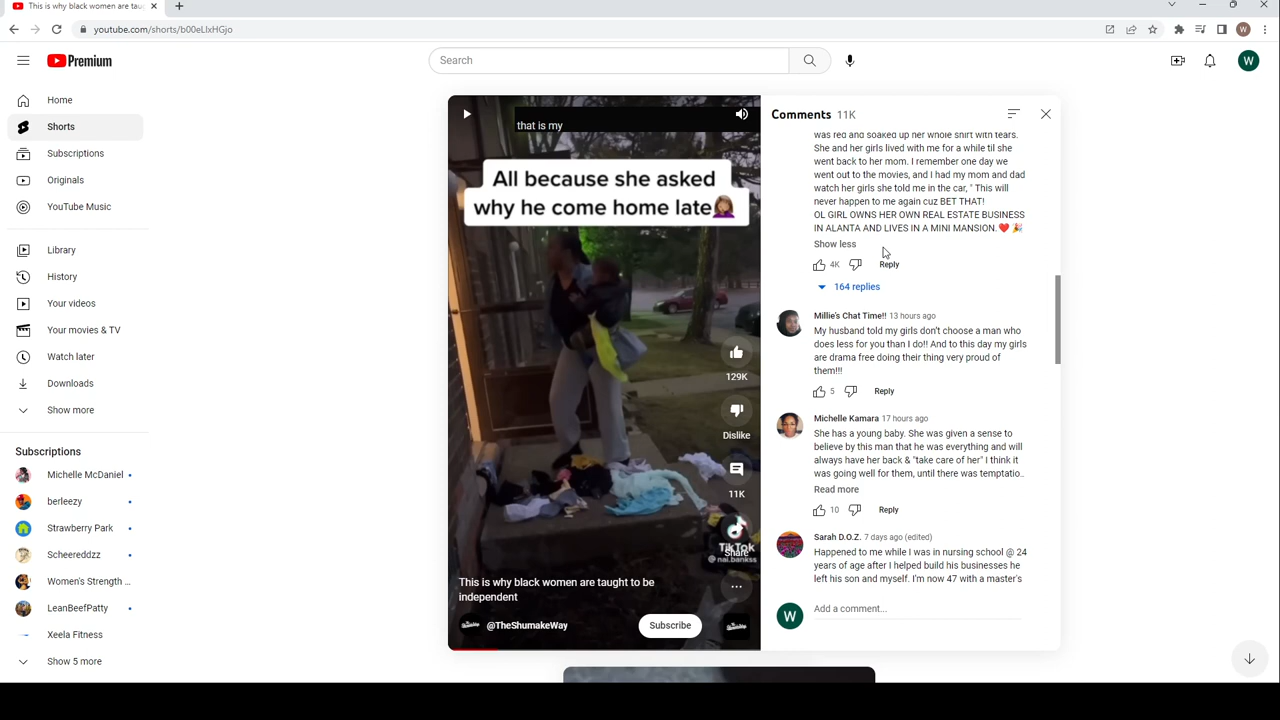 This is why black women are taug
youtube.com/shorts/b00eLlxHGjo
Premium
Search
W
W
Home
Shorts
Subscriptions
Originals
YouTube Music
Library
History
Your videos
Your movies & TV
Watch later
Downloads
Show more
Subscriptions
Michelle McDaniel
berleezy
Strawberry Park
Scheereddzz
Women's Strength ...
LeanBeefPatty
Xeela Fitness
Show 5 more
that is my
All because she asked
why he come home late
129K
Dislike
11K
TikTok
Share
@ nai.bankss
This is why black women are taught to be
independent
@TheShumakeWay
Subscribe
Comments 11K
was red and soaked up her whole shirt with tears.
She and her girls lived with me for a while til she
went back to her mom. I remember one day we
went out to the movies, and I had my mom and dad
watch her girls she told me in the car, " This will
never happen to me again cuz BET THAT!
OL GIRL OWNS HER OWN REAL ESTATE BUSINESS
IN ALANTA AND LIVES IN A MINI MANSION.❤️ 🎉
Show less
4K Reply
164 replies
Millie's Chat Time!! 13 hours ago
My husband told my girls don't choose a man who
does less for you than I do!! And to this day my girls
are drama free doing their thing very proud of
them!!!
5 Reply
Michelle Kamara 17 hours ago
She has a young baby. She was given a sense to
believe by this man that he was everything and will
always have her back & "take care of her" I think it
was going well for them, until there was temptatio..
Read more
10 Reply
Sarah D.O.Z. 7 days ago (edited)
Happened to me while I was in nursing school @ 24
years of age after I helped build his businesses he
left his son and myself. I'm now 47 with a master's
W
Add a comment...